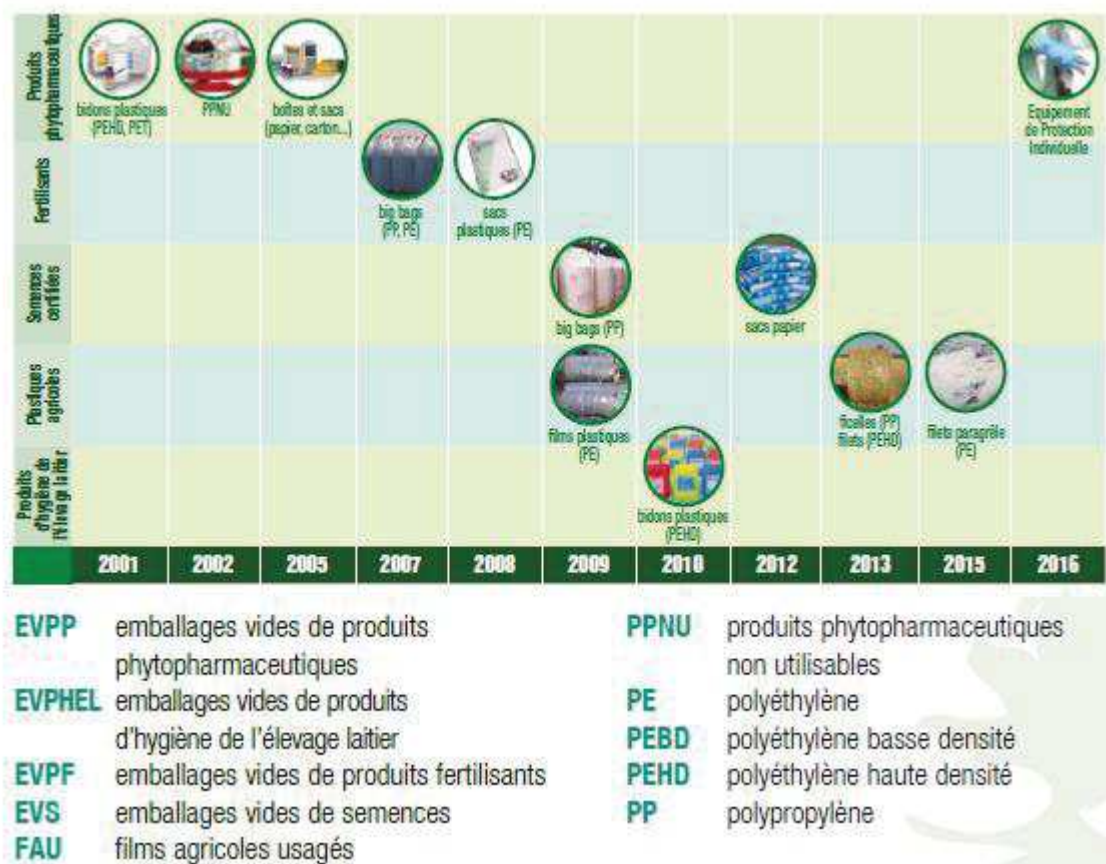 Produits
phytopharmaceutiques
bidons plastiques
(PEHD, PET)
PPNU
boîtes et sacs
(papier, carton...)
Equipement
de Protection
Individuelle
Fertilisants
big bags
(PP, PE)
sacs
plastiques (PE)
Semences
certifiées
big bags (PP)
sacs papier
Plastiques
agricoles
films plastiques
(PE)
ficelles (PP)
filets (PEHD)
filets paragrêle
(PE)
Produits
d'hygiène de
l'élevage laitier
bidons plastiques
(PEHD)
2001 2002 2005 2007 2008 2009 2010 2012 2013 2015 2016
EVPP emballages vides de produits
phytopharmaceutiques
EVPHEL emballages vides de produits
d'hygiène de l'élevage laitier
EVPF emballages vides de produits fertilisants
EVS emballages vides de semences
FAU films agricoles usagés
PPNU produits phytopharmaceutiques
non utilisables
PE polyéthylène
PEBD polyéthylène basse densité
PEHD polyéthylène haute densité
PP polypropylène